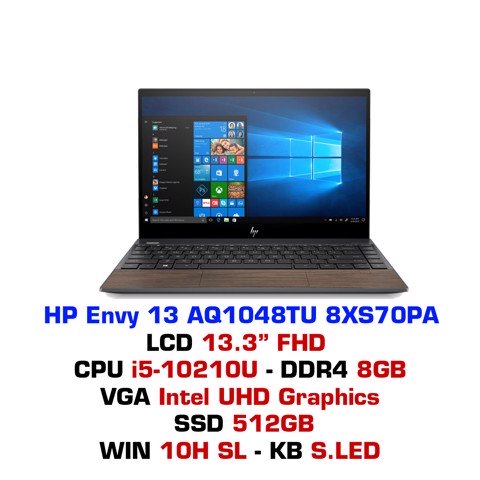 hp
HP Envy 13 AQ1048TU 8XS70PA
LCD 13.3” FHD
CPU i5-10210U - DDR4 8GB
VGA Intel UHD Graphics
SSD 512GB
WIN 10H SL - KB S.LED